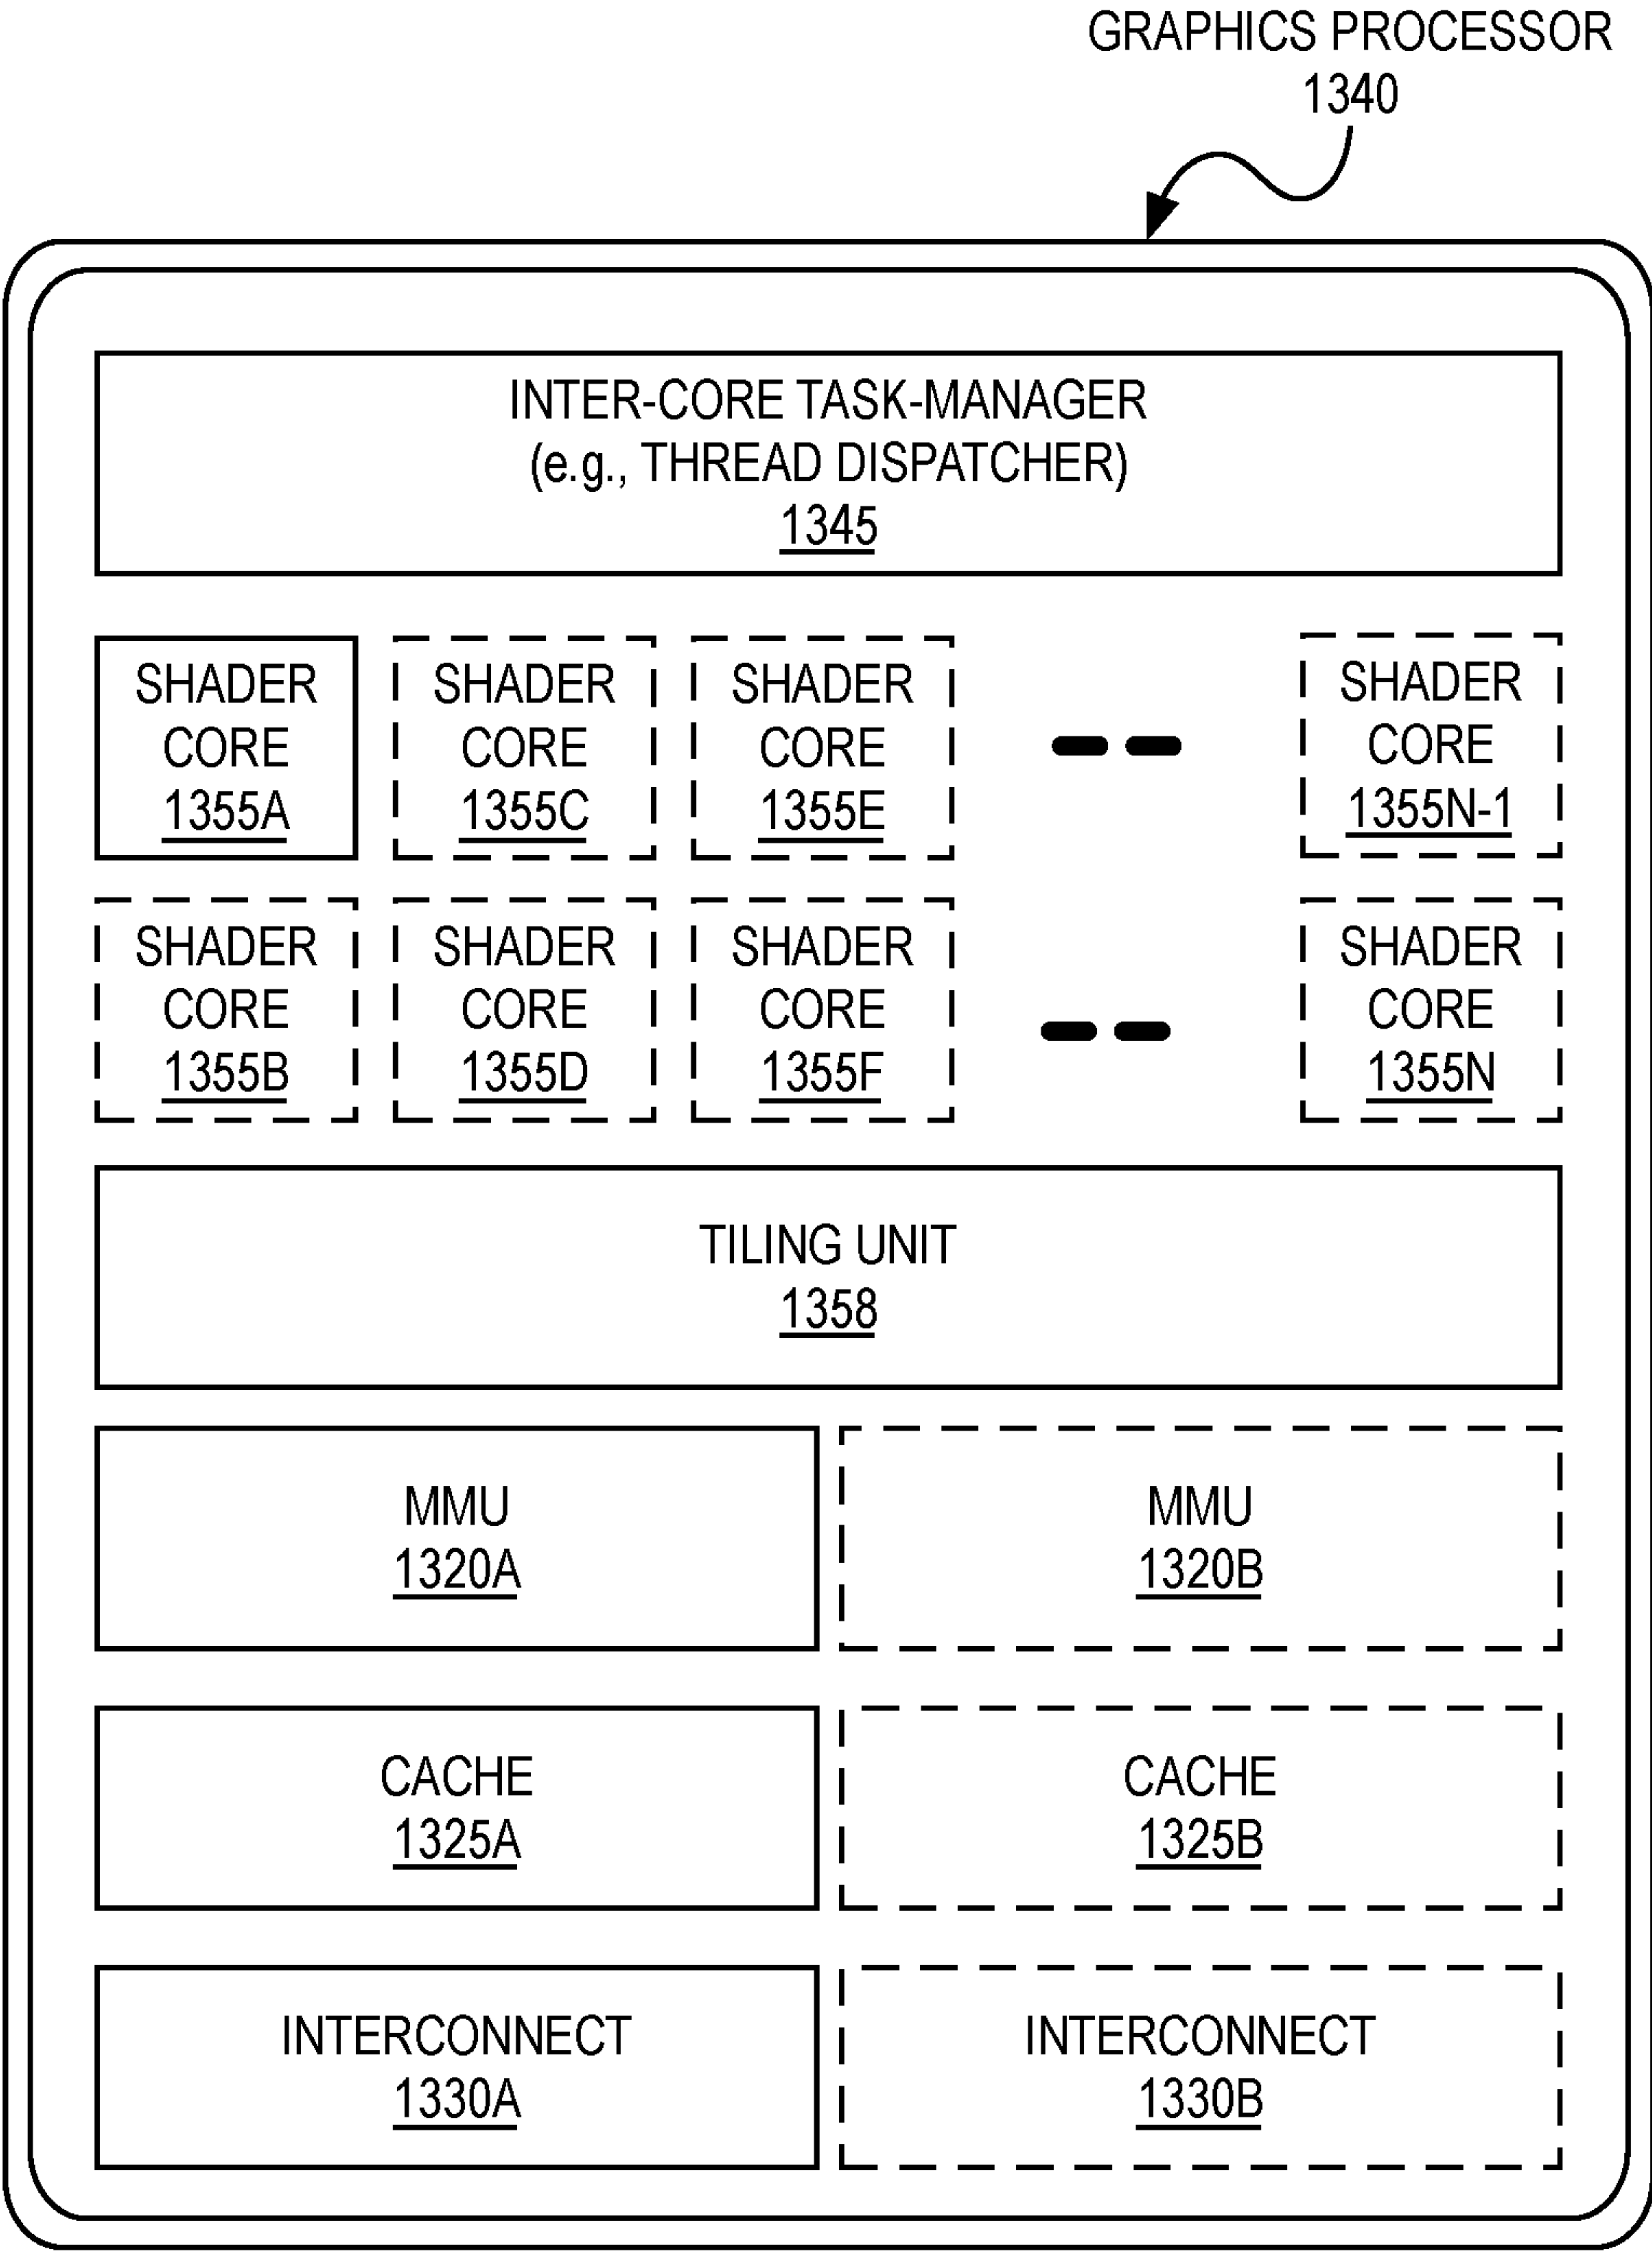 GRAPHICS PROCESSOR
1340
INTER-CORE TASK-MANAGER
(e.g., THREAD DISPATCHER)
1345
SHADER
CORE
1355A
SHADER
CORE
1355C
SHADER
CORE
1355E
SHADER
CORE
1355N-1
SHADER
CORE
1355B
SHADER
CORE
1355D
SHADER
CORE
1355F
SHADER
CORE
1355N
TILING UNIT
1358
MMU
1320A
MMU
1320B
CACHE
1325A
CACHE
1325B
INTERCONNECT
1330A
INTERCONNECT
1330B